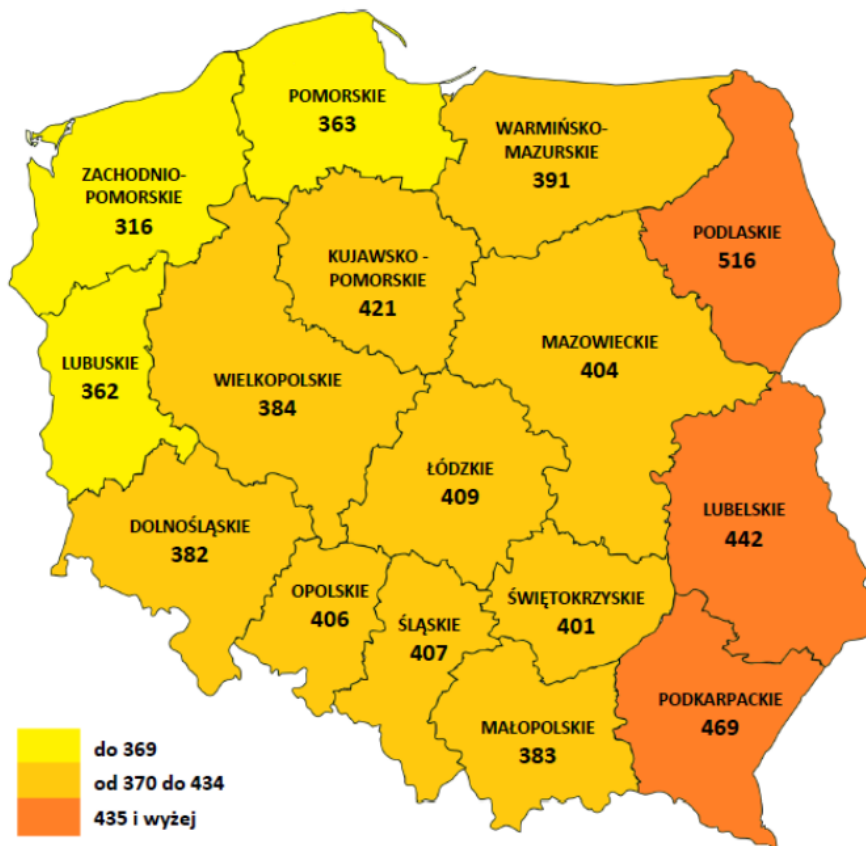 POMORSKIE
363
WARMIŃSKO-
MAZURSKIE
391
ZACHODNIO-
POMORSKIE
316
PODLASKIE
516
KUJAWSKO -
POMORSKIE
421
MAZOWIECKIE
404
LUBUSKIE
362
WIELKOPOLSKIE
384
ŁÓDZKIE
409
LUBELSKIE
442
DOLNOŚLĄSKIE
382
OPOLSKIE
406
ŚLĄSKIE
407
ŚWIĘTOKRZYSKIE
401
PODKARPACKIE
469
MAŁOPOLSKIE
383
do 369
od 370 do 434
435 i wyżej